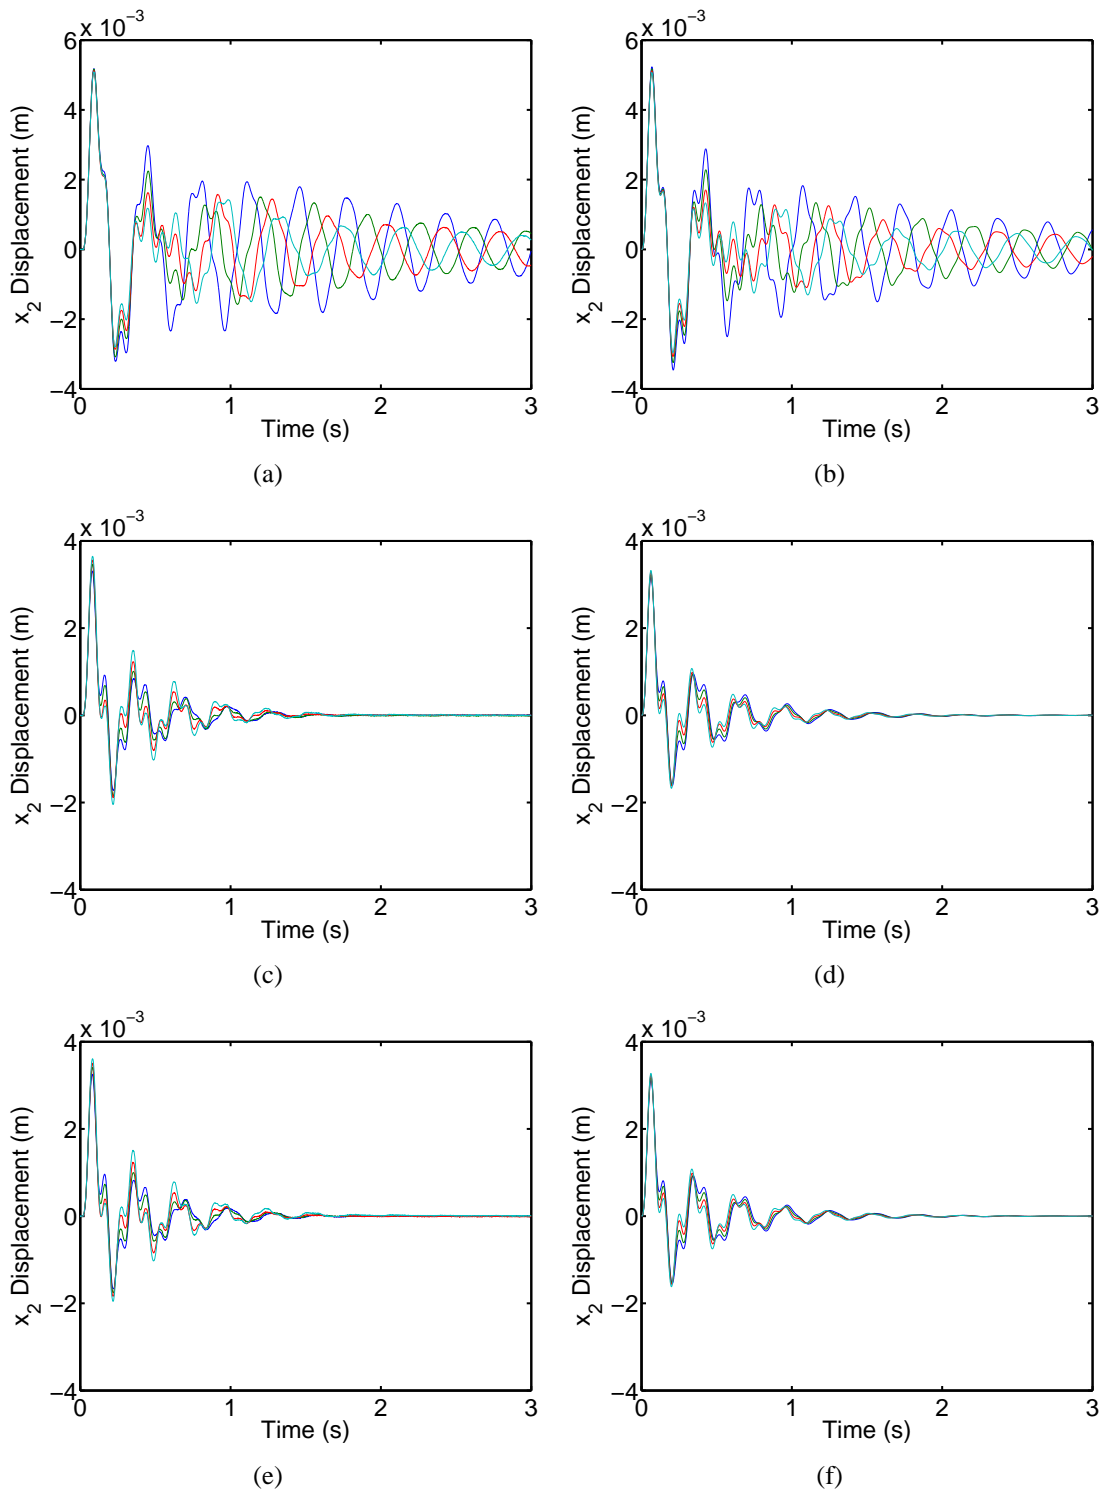 x 10⁻³
6
4
2
0
−2
−4
0 1 2 3
x₂ Displacement (m)
Time (s)
(a)
x 10⁻³
6
4
2
0
−2
−4
0 1 2 3
x₂ Displacement (m)
Time (s)
(b)
x 10⁻³
4
2
0
−2
−4
0 1 2 3
x₂ Displacement (m)
Time (s)
(c)
x 10⁻³
4
2
0
−2
−4
0 1 2 3
x₂ Displacement (m)
Time (s)
(d)
x 10⁻³
4
2
0
−2
−4
0 1 2 3
x₂ Displacement (m)
Time (s)
(e)
x 10⁻³
4
2
0
−2
−4
0 1 2 3
x₂ Displacement (m)
Time (s)
(f)